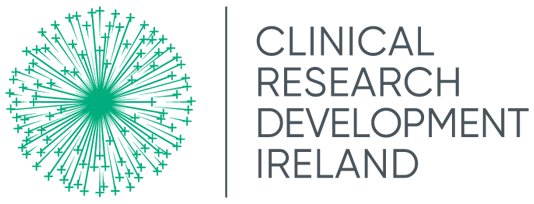 CLINICAL
RESEARCH
DEVELOPMENT
IRELAND